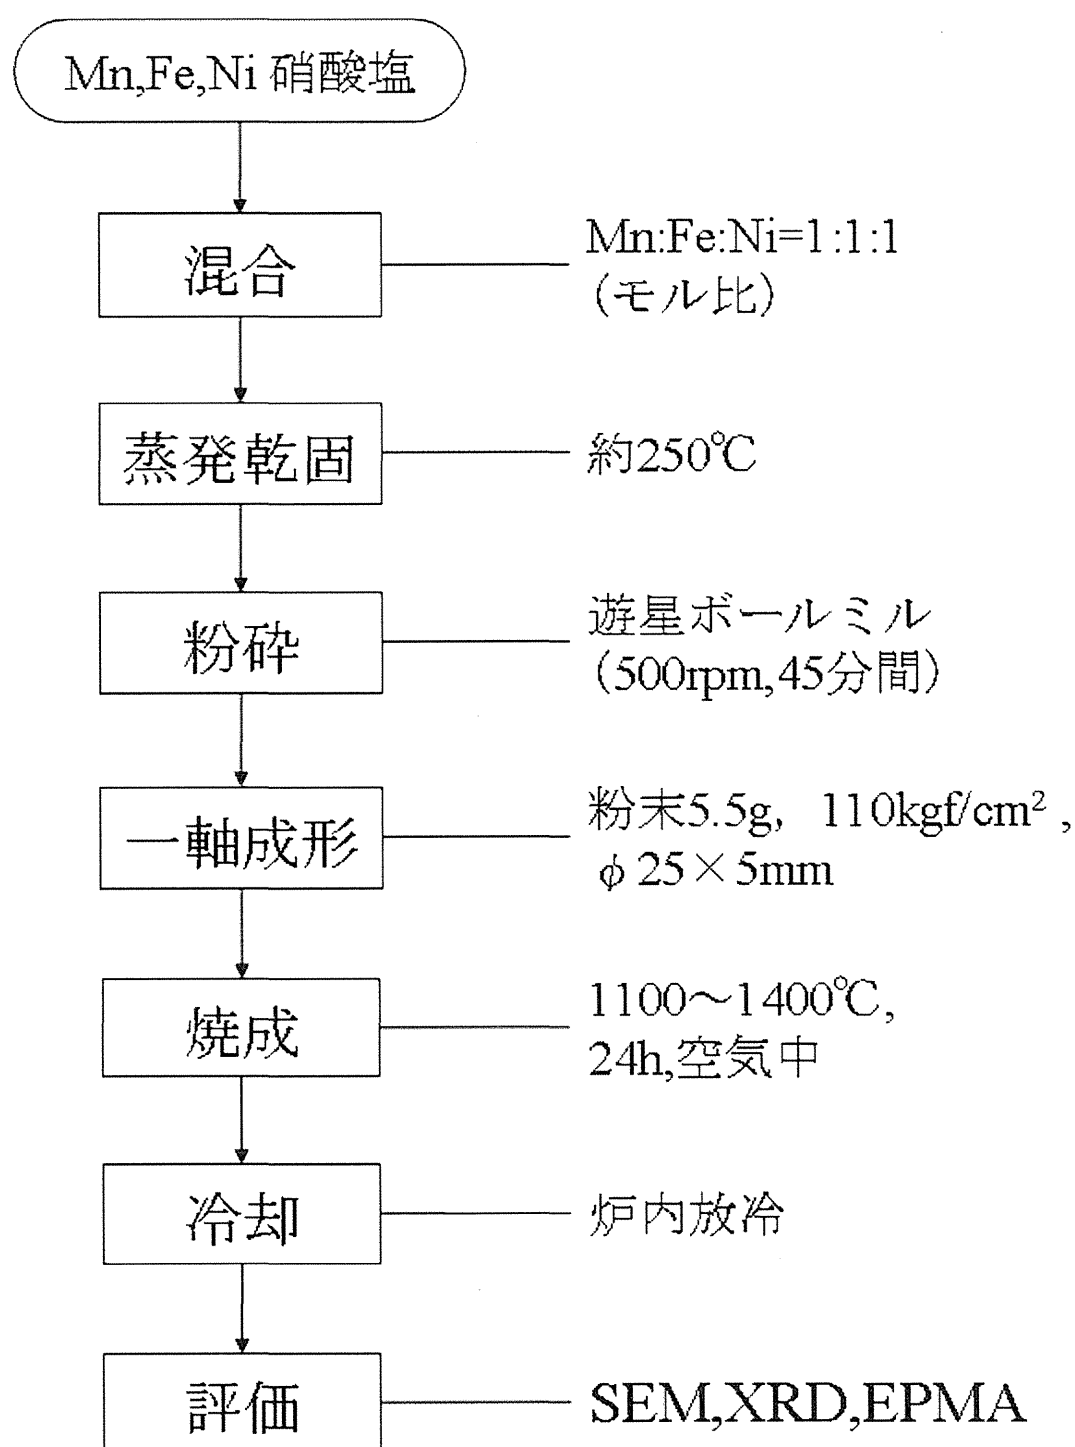 Mn,Fe,Ni 硝酸塩
混合
Mn:Fe:Ni=1:1:1
(モル比)
蒸発乾固
約250℃
粉砕
遊星ボールミル
(500rpm,45分間)
一軸成形
粉末5.5g, 110kgf/cm²,
φ25×5mm
焼成
1100～1400℃,
24h,空気中
冷却
炉内放冷
評価
SEM,XRD,EPMA